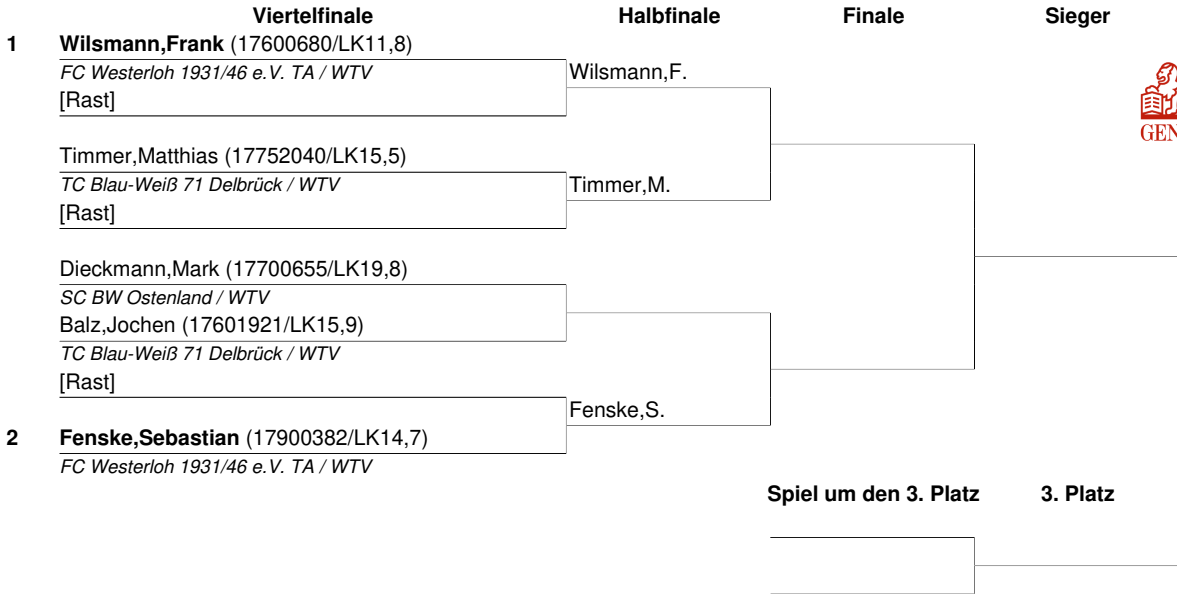 Viertelfinale Halbfinale Finale Sieger
1 Wilsmann,Frank (17600680/LK11,8)
FC Westerloh 1931/46 e.V. TA / WTV
Wilsmann,F.
[Rast]
GEN
Timmer,Matthias (17752040/LK15,5)
TC Blau-Weiß 71 Delbrück / WTV
Timmer,M.
[Rast]
Dieckmann,Mark (17700655/LK19,8)
SC BW Ostenland / WTV
Balz,Jochen (17601921/LK15,9)
TC Blau-Weiß 71 Delbrück / WTV
[Rast]
Fenske,S.
2 Fenske,Sebastian (17900382/LK14,7)
FC Westerloh 1931/46 e.V. TA / WTV
Spiel um den 3. Platz 3. Platz